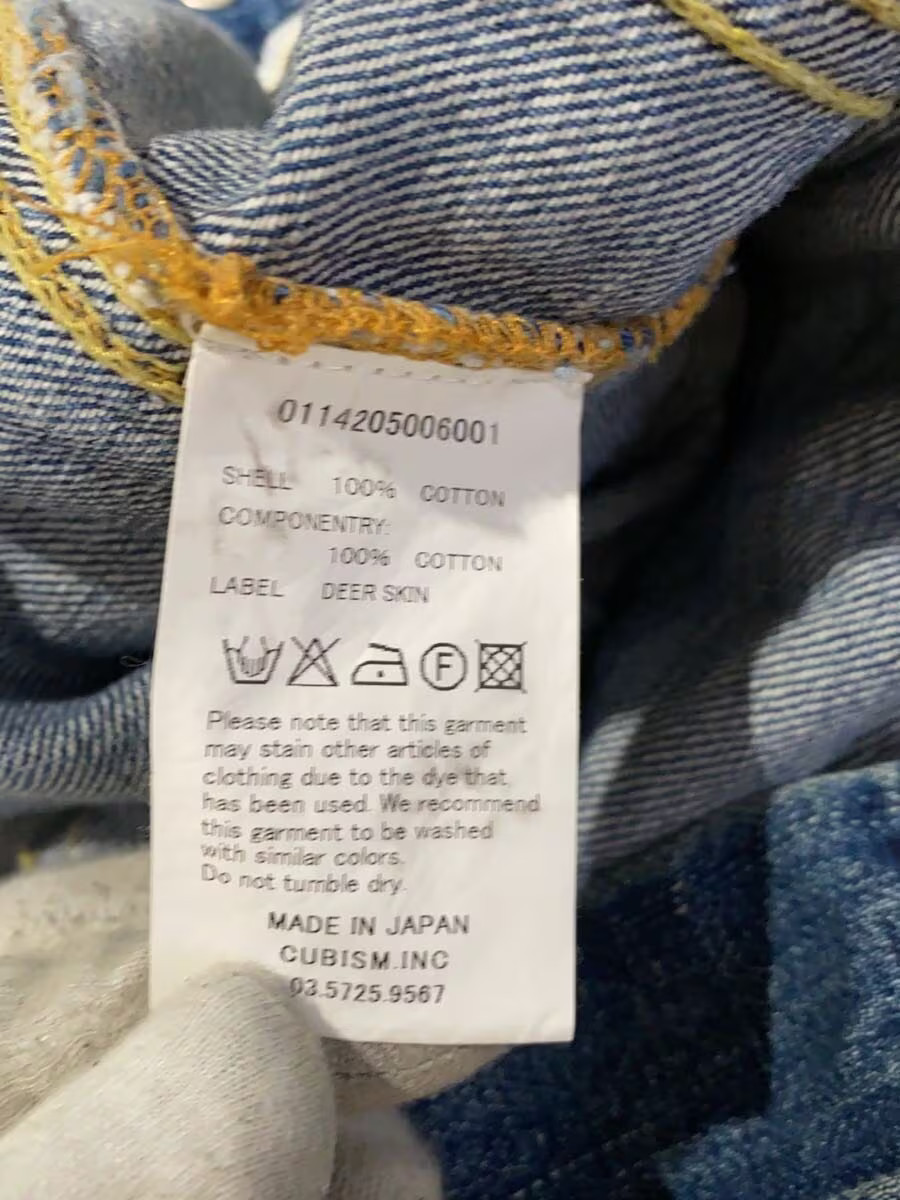 0114205006001
SHELL 100% COTTON
COMPONENTRY:
100% COTTON
LABEL DEER SKIN
F
Please note that this garment
may stain other articles of
clothing due to the dye that
has been used. We recommend
this garment to be washed
with similar colors.
Do not tumble dry.
MADE IN JAPAN
CUBISM.INC
03.5725.9567